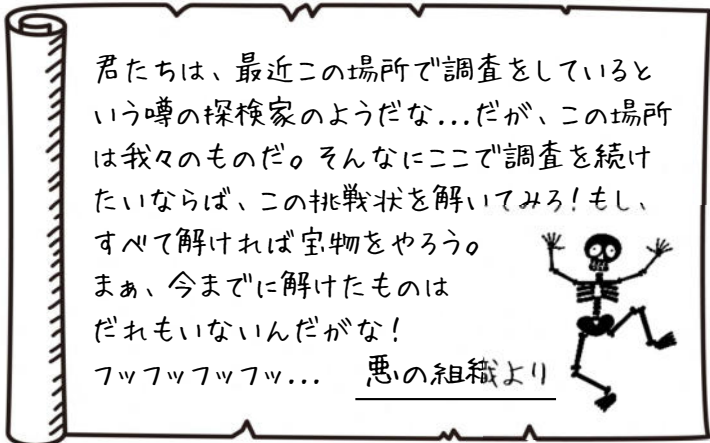 君たちは、最近この場所で調査をしていると
いう噂の探検家のようだな...だが、この場所
は我々のものだ。そんなにここで調査を続け
たいならば、この挑戦状を解いてみろ!もし、
すべて解ければ宝物をやろう。
まぁ、今までに解けたものは
だれもいないんだがな!
フッフッフッフッ... 悪の組織より